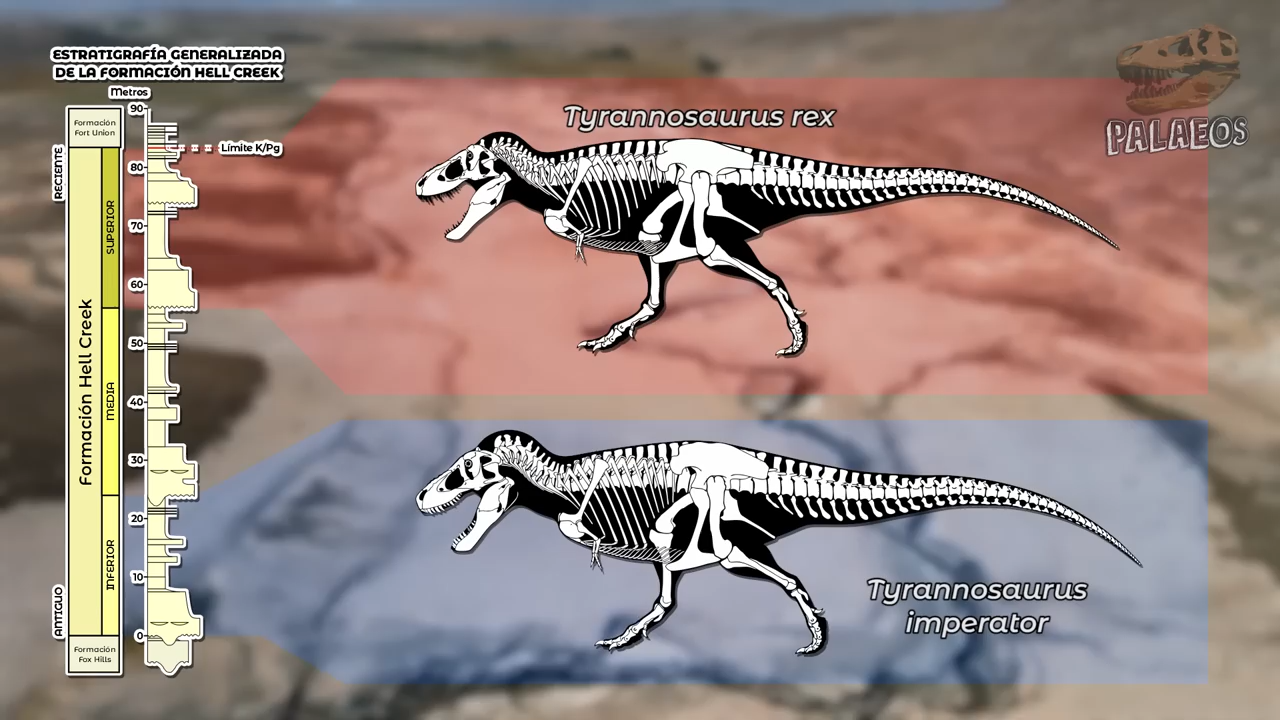 ESTRATIGRAFÍA GENERALIZADA
DE LA FORMACIÓN HELL CREEK
Metros
90
80
70
60
50
40
30
20
10
0
Formación
Fort Union
Límite K/Pg
RECIENTE
SUPERIOR
Formación Hell Creek
MEDIA
INFERIOR
ANTIGUO
Formación
Fox Hills
Tyrannosaurus rex
Tyrannosaurus
imperator
PALAEOS